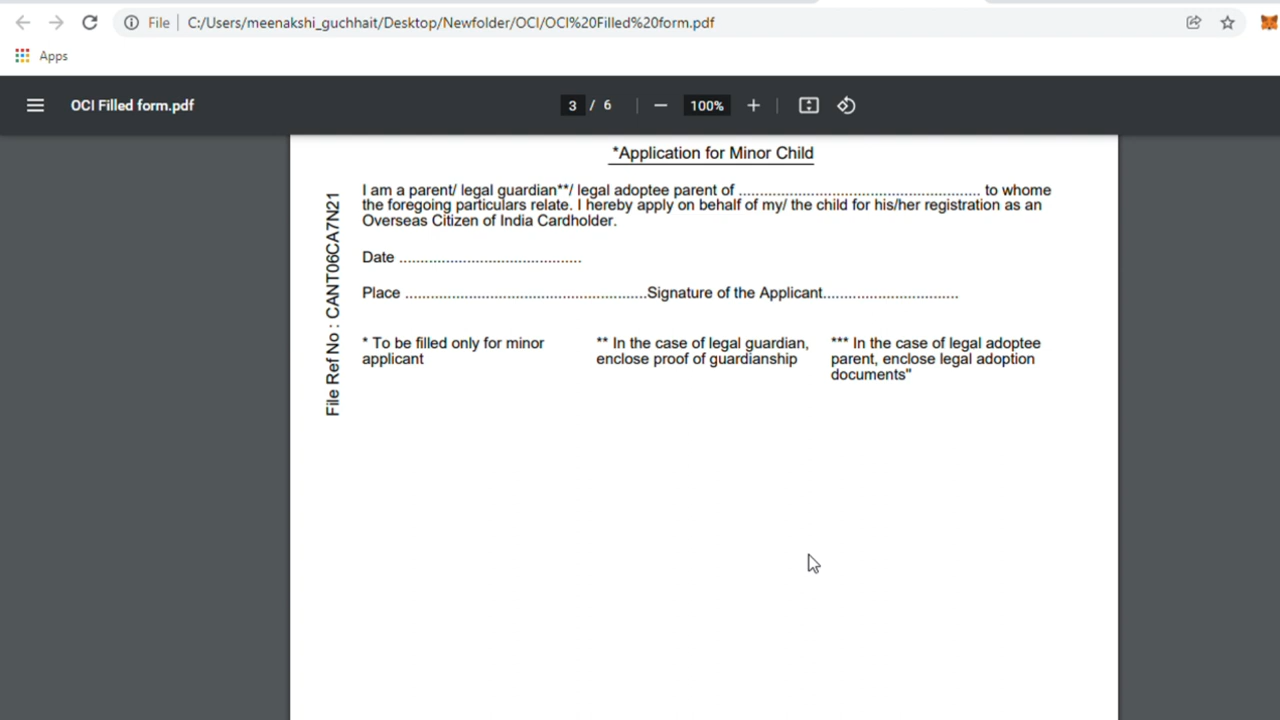 File
C:/Users/meenakshi_guchhait/Desktop/Newfolder/OCI/OCI%20Filled%20form.pdf
Apps
OCI Filled form.pdf
3 / 6
100%
*Application for Minor Child
I am a parent/ legal guardian**/ legal adoptee parent of ......................................................... to whome
the foregoing particulars relate. I hereby apply on behalf of my/ the child for his/her registration as an
Overseas Citizen of India Cardholder.
Date ...........................................
Place .........................................................Signature of the Applicant................................
* To be filled only for minor
applicant
** In the case of legal guardian,
enclose proof of guardianship
*** In the case of legal adoptee
parent, enclose legal adoption
documents"
File Ref No : CANT06CA7N21